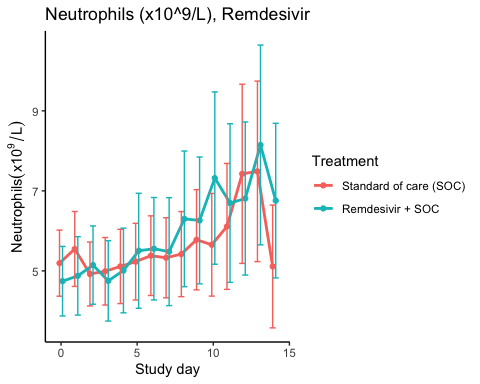 Neutrophils (x10^9/L), Remdesivir
Neutrophils(x10⁹/L)
9
7
5
0
5
10
15
Study day
Treatment
Standard of care (SOC)
Remdesivir + SOC